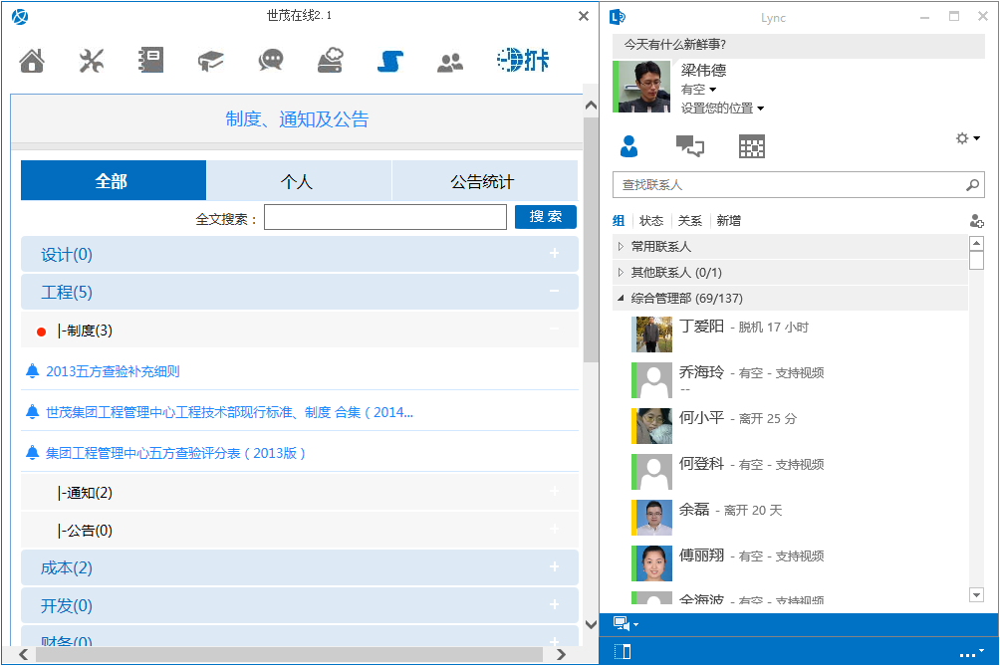 世茂在线2.1
打卡
制度、通知及公告
全部
个人
公告统计
全文搜索：
搜 索
设计(0)
工程(5)
|-制度(3)
2013五方查验补充细则
世茂集团工程管理中心工程技术部现行标准、制度 合集（2014...
集团工程管理中心五方查验评分表（2013版）
|-通知(2)
|-公告(0)
成本(2)
开发(0)
财务(0)
Lync
今天有什么新鲜事?
梁伟德
有空
设置您的位置
查找联系人
组 状态 关系 新增
常用联系人
其他联系人 (0/1)
综合管理部 (69/137)
丁爱阳 - 脱机 17 小时
乔海玲 - 有空 - 支持视频
--
何小平 - 离开 25 分
何登科 - 有空 - 支持视频
余磊 - 离开 20 天
傅丽翔 - 有空 - 支持视频
全海波 - 有空 - 支持视频